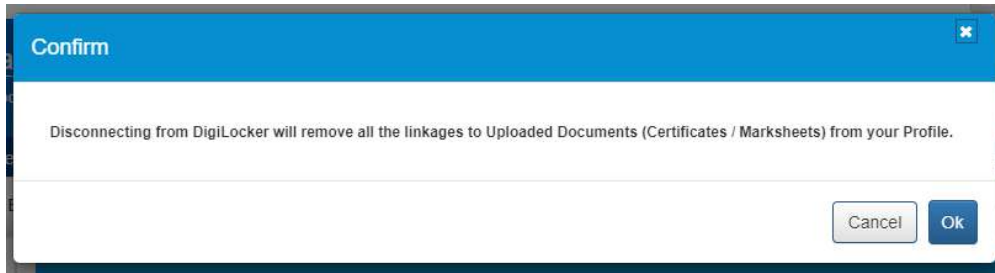 Confirm
Disconnecting from DigiLocker will remove all the linkages to Uploaded Documents (Certificates / Marksheets) from your Profile.
Cancel
Ok